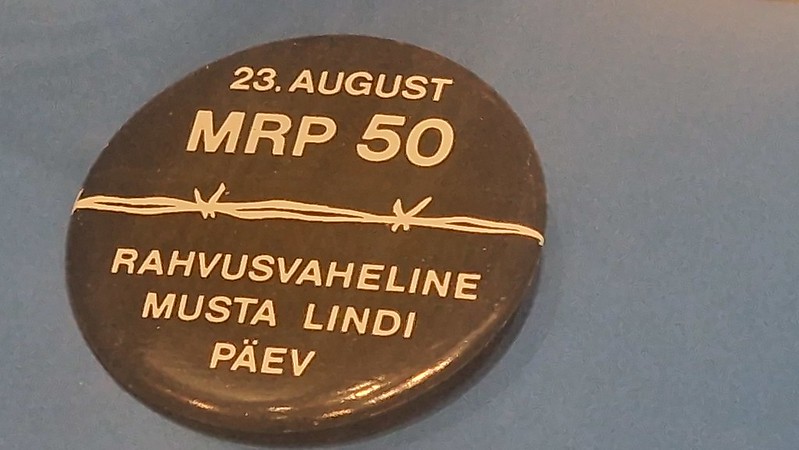 23. AUGUST
MRP 50
RAHVUSVAHELINE
MUSTA LINDI
PÄEV